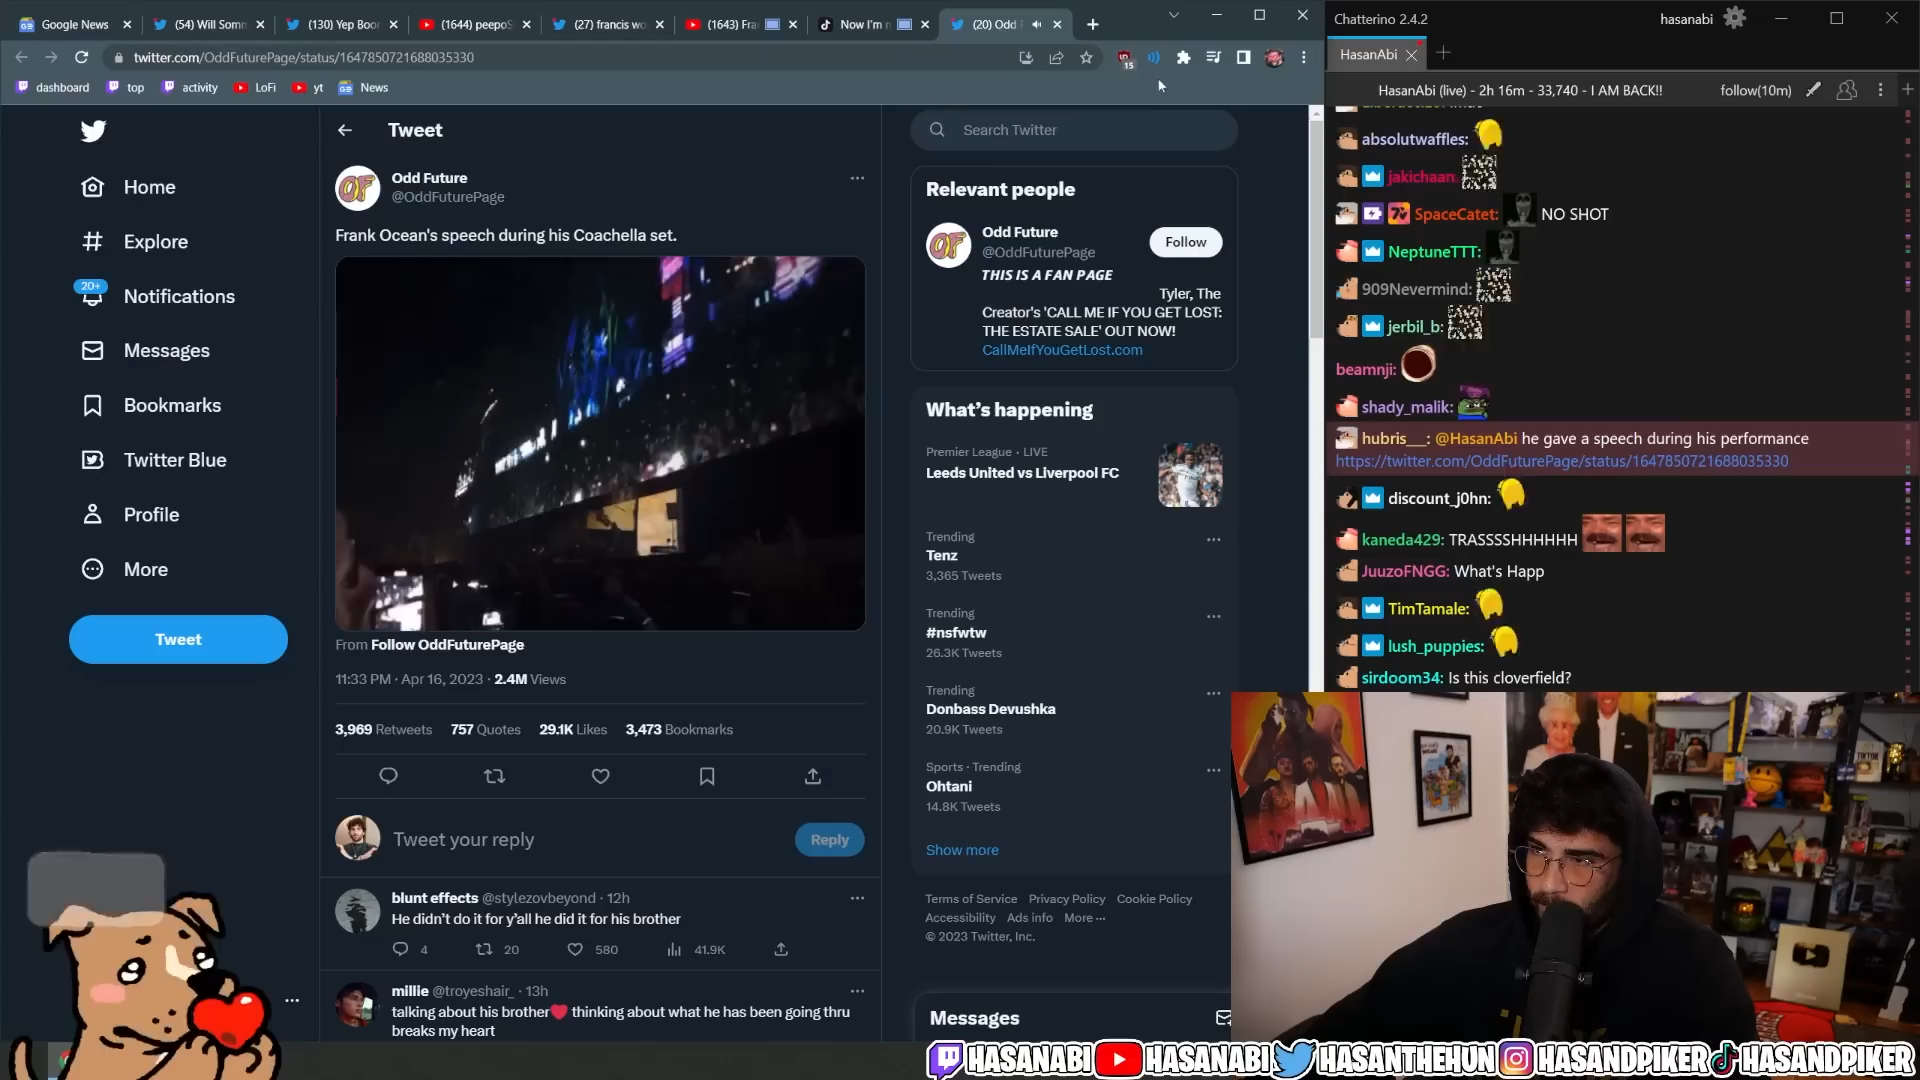 Google News
(54) Will Somm
(130) Yep Boor
(1644) peepoS
(27) francis wo
(1643) Fra
Now I'm n
(20) Odd F
twitter.com/OddFuturePage/status/1647850721688035330
15
dashboard
top
activity
LoFi
yt
News
Home
Explore
20+
Notifications
Messages
Bookmarks
Twitter Blue
Profile
More
Tweet
Tweet
Odd Future
@OddFuturePage
Frank Ocean's speech during his Coachella set.
From Follow OddFuturePage
11:33 PM · Apr 16, 2023 · 2.4M Views
3,969 Retweets 757 Quotes 29.1K Likes 3,473 Bookmarks
Tweet your reply
Reply
blunt effects @stylezovbeyond · 12h
He didn't do it for y'all he did it for his brother
4 20 580 41.9K
millie @troyeshair_ · 13h
talking about his brother❤️ thinking about what he has been going thru
breaks my heart
Search Twitter
Relevant people
Odd Future
@OddFuturePage
Follow
THIS IS A FAN PAGE
Tyler, The
Creator's 'CALL ME IF YOU GET LOST:
THE ESTATE SALE' OUT NOW!
CallMeIfYouGetLost.com
What's happening
Premier League · LIVE
Leeds United vs Liverpool FC
Trending
Tenz
3,365 Tweets
Trending
#nsfwtw
26.3K Tweets
Trending
Donbass Devushka
20.9K Tweets
Sports · Trending
Ohtani
14.8K Tweets
Show more
Terms of Service Privacy Policy Cookie Policy
Accessibility Ads info More ···
© 2023 Twitter, Inc.
Messages
Chatterino 2.4.2
hasanabi
HasanAbi
HasanAbi (live) - 2h 16m - 33,740 - I AM BACK!!
follow(10m)
absolutwaffles:
jakichaan:
SpaceCatet: NO SHOT
NeptuneTTT:
909Nevermind:
jerbil_b:
beamnji:
shady_malik:
hubris__: @HasanAbi he gave a speech during his performance
https://twitter.com/OddFuturePage/status/1647850721688035330
discount_j0hn:
kaneda429: TRASSSSHHHHHH
JuuzoFNGG: What's Happ
TimTamale:
lush_puppies:
sirdoom34: Is this cloverfield?
HASANABI HASANABI HASANTHEHUN HASANDPIKER HASANDPIKER